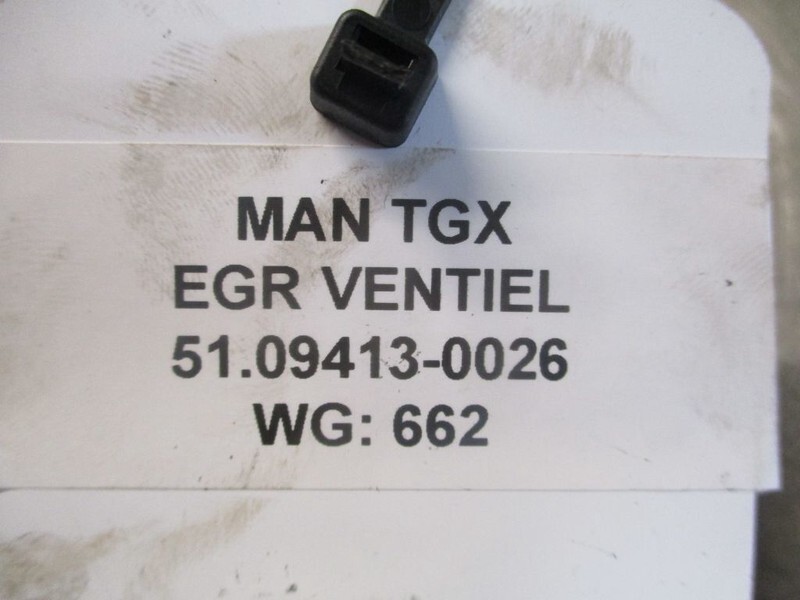 MAN TGX
EGR VENTIEL
51.09413-0026
WG: 662